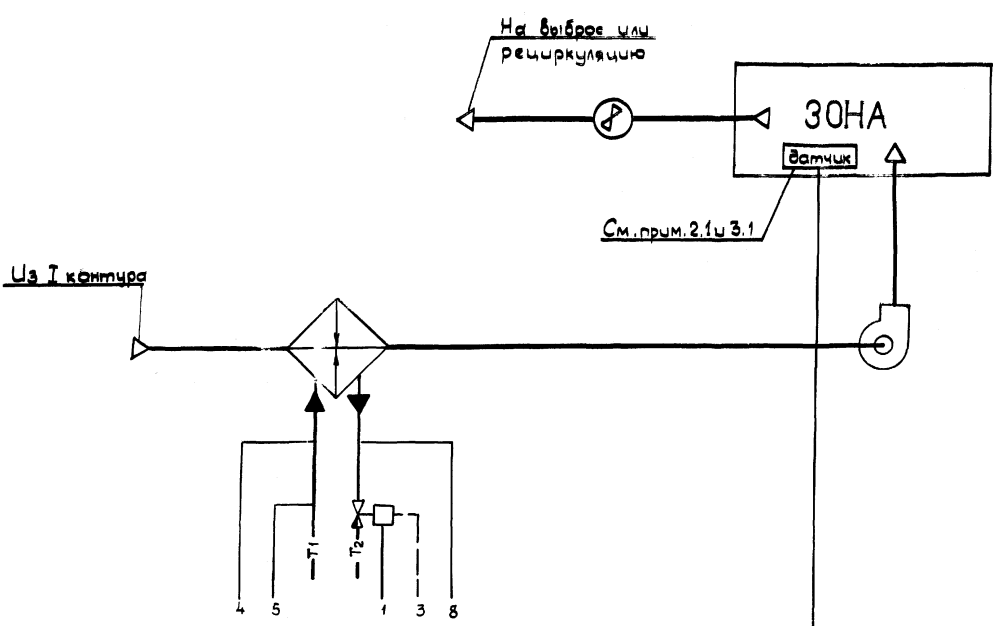 На выброс или
рециркуляцию
ЗОНА
датчик
См. прим. 2.1 и 3.1
Из I контура
T1
T2
4 5 1 3 8